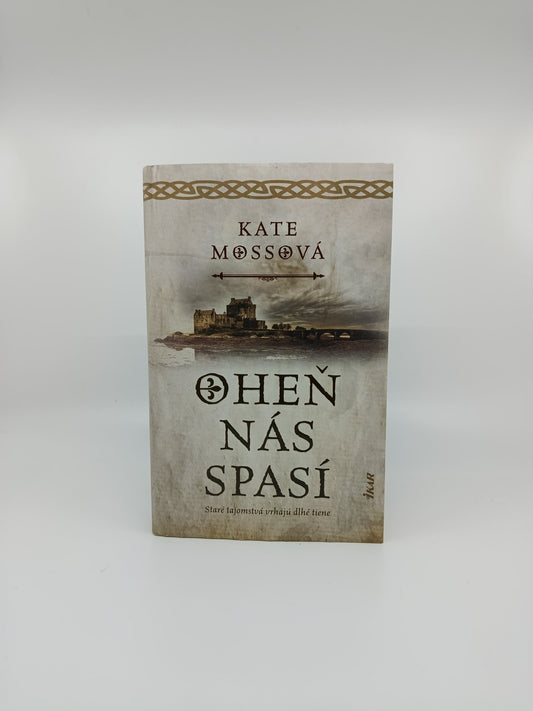 KATE
MOSSOVÁ
OHEŇ
NÁS
SPASÍ
Staré tajomstvá vrhajú dlhé tiene
IKAR